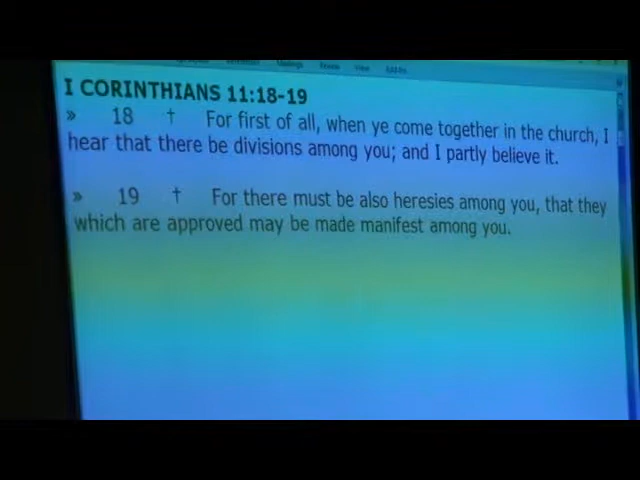 I CORINTHIANS 11:18-19
» 18 † For first of all, when ye come together in the church, I
hear that there be divisions among you; and I partly believe it.
» 19 † For there must be also heresies among you, that they
which are approved may be made manifest among you.